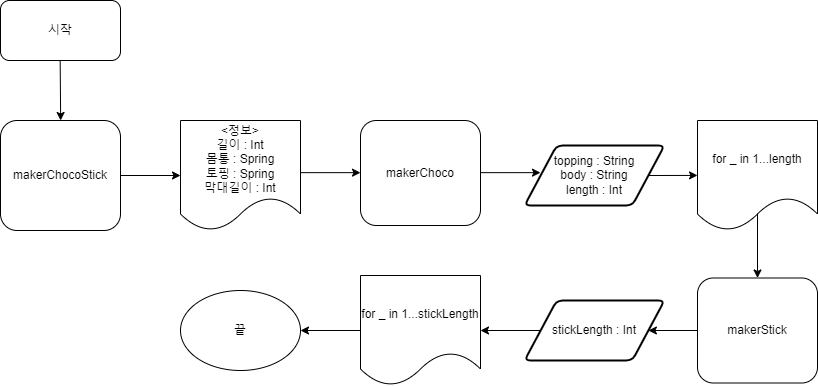 시작
makerChocoStick
<정보>
길이 : Int
몸통 : Spring
토핑 : Spring
막대길이 : Int
makerChoco
topping : String
body : String
length : Int
for _ in 1...length
makerStick
stickLength : Int
for _ in 1...stickLength
끝